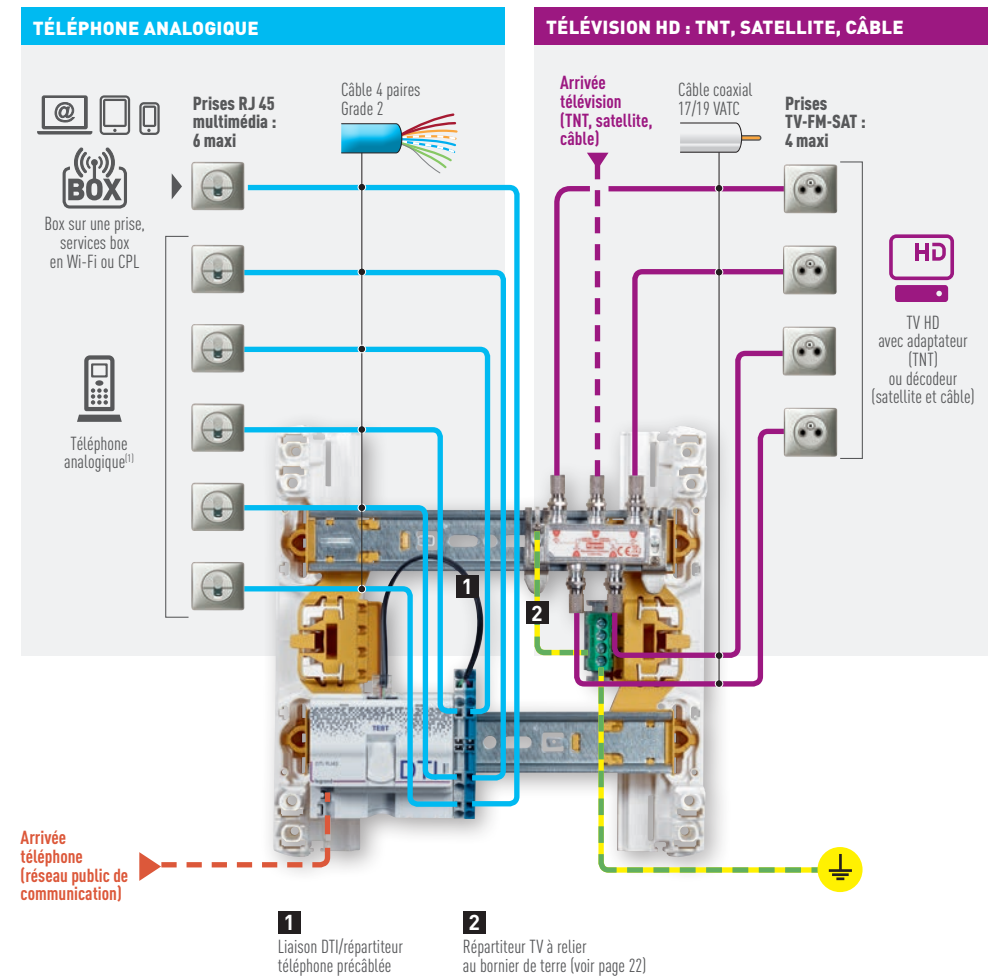 TÉLÉPHONE ANALOGIQUE
TÉLÉVISION HD : TNT, SATELLITE, CÂBLE
@
BOX
Box sur une prise,
services box
en Wi-Fi ou CPL
Prises RJ 45
multimédia :
6 maxi
Câble 4 paires
Grade 2
Téléphone
analogique(1)
Arrivée
télévision
(TNT, satellite,
câble)
Câble coaxial
17/19 VATC
Prises
TV-FM-SAT :
4 maxi
HD
TV HD
avec adaptateur
(TNT)
ou décodeur
(satellite et câble)
1
2
TEST
DTI RJ45
DTI
Arrivée
téléphone
(réseau public de
communication)
1
Liaison DTI/répartiteur
téléphone précâblée
2
Répartiteur TV à relier
au bornier de terre (voir page 22)